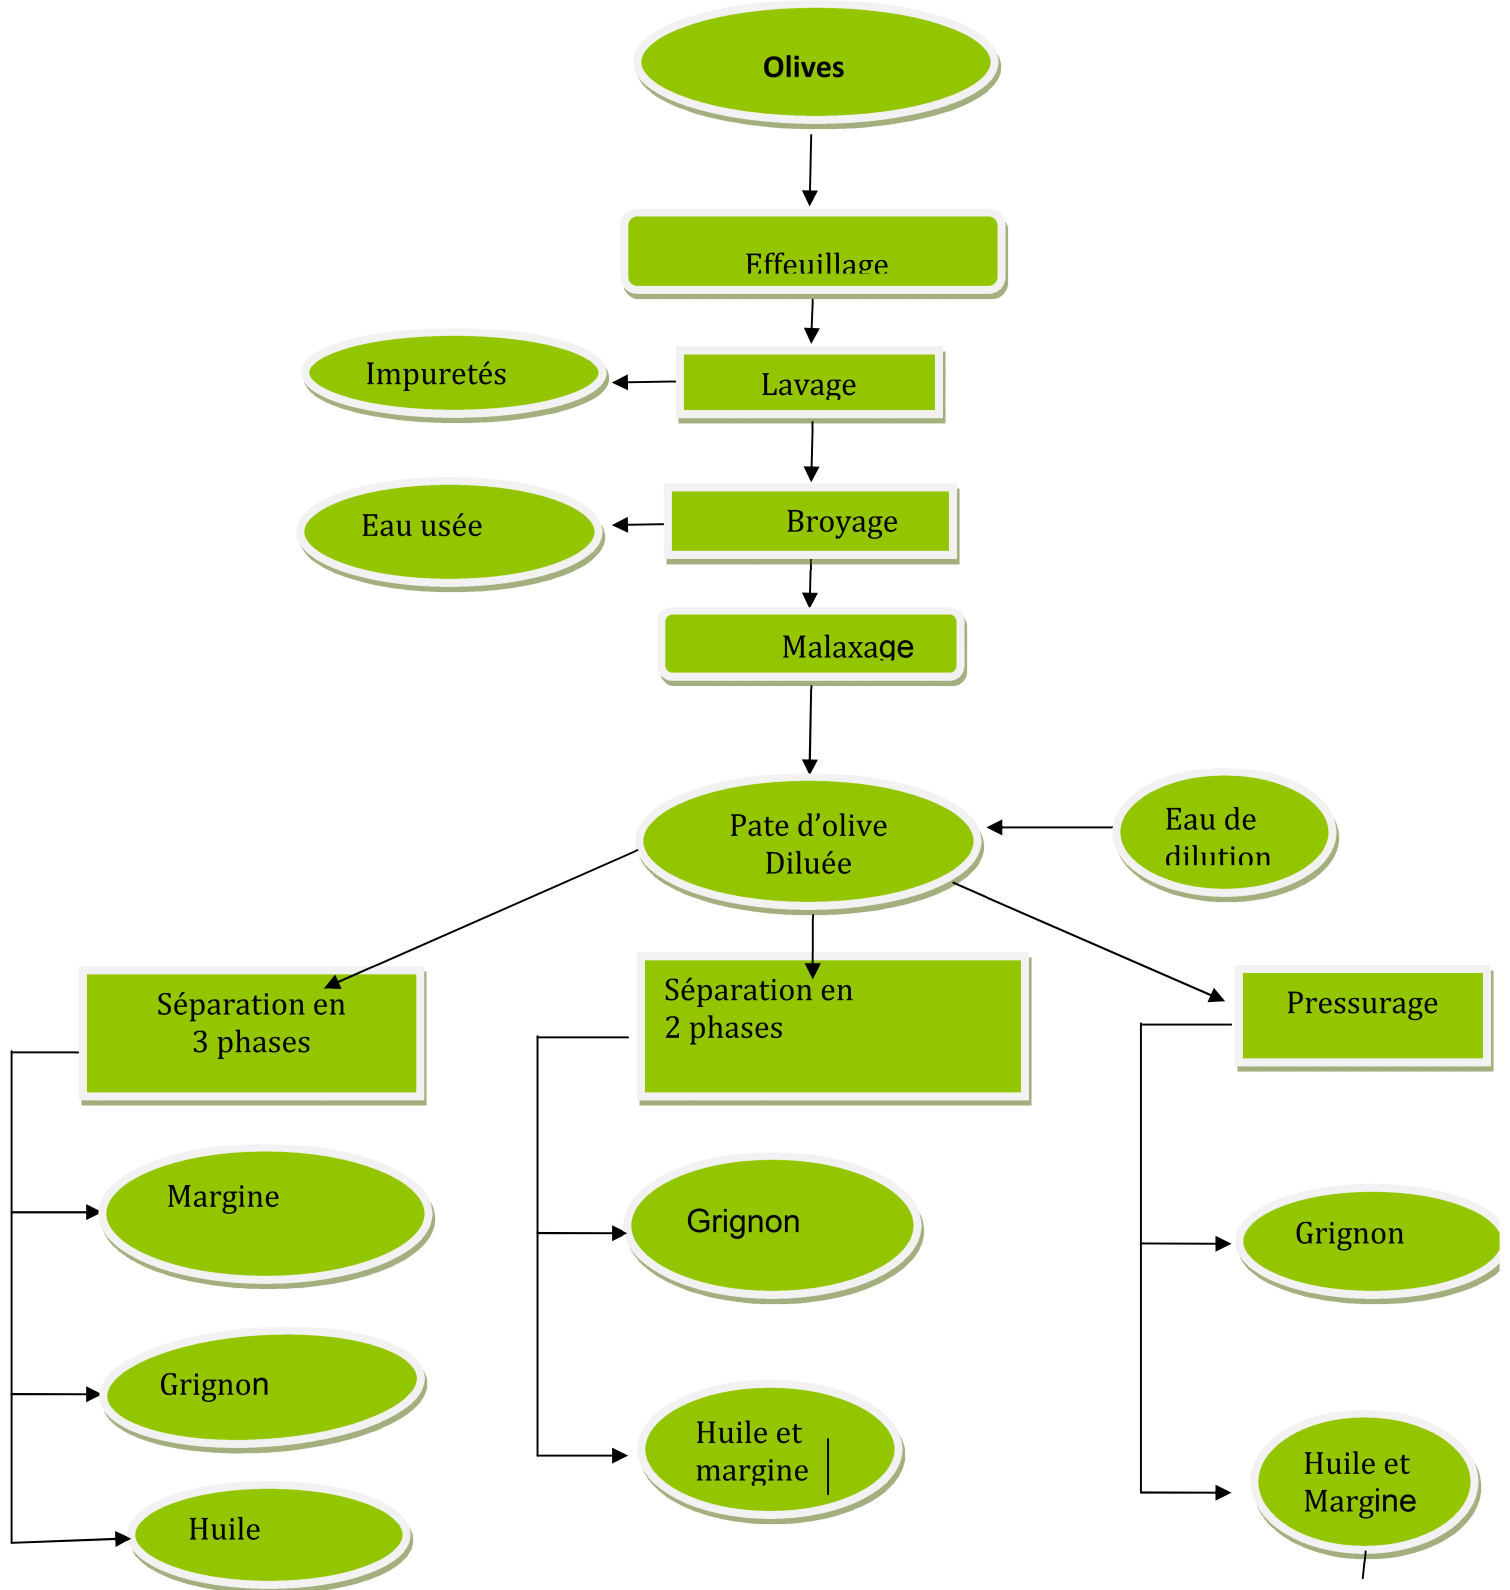 Olives
Effeuillage
Impuretés
Lavage
Eau usée
Broyage
Malaxage
Pate d’olive
Diluée
Eau de
dilution
Séparation en
3 phases
Séparation en
2 phases
Pressurage
Margine
Grignon
Huile
Grignon
Huile et
margine
Grignon
Huile et
Margine